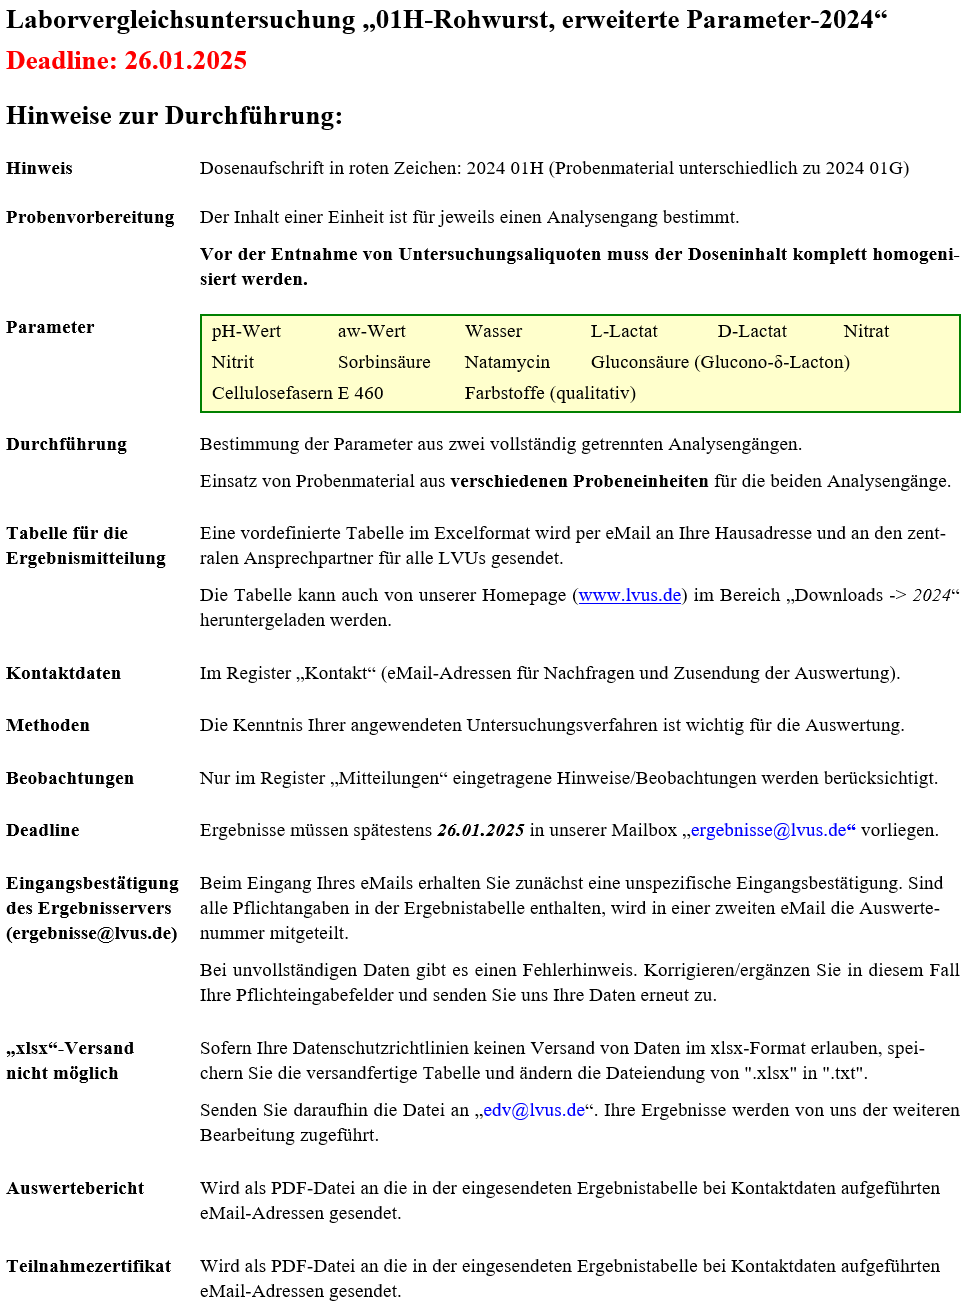 Laborvergleichsuntersuchung „01H-Rohwurst, erweiterte Parameter-2024“
Deadline: 26.01.2025
Hinweise zur Durchführung:
Hinweis Dosenaufschrift in roten Zeichen: 2024 01H (Probenmaterial unterschiedlich zu 2024 01G)
Probenvorbereitung Der Inhalt einer Einheit ist für jeweils einen Analysengang bestimmt.
Vor der Entnahme von Untersuchungsaliquoten muss der Doseninhalt komplett homogeni-
siert werden.
Parameter pH-Wert aw-Wert Wasser L-Lactat D-Lactat Nitrat
Nitrit Sorbinsäure Natamycin Gluconsäure (Glucono-δ-Lacton)
Cellulosefasern E 460 Farbstoffe (qualitativ)
Durchführung Bestimmung der Parameter aus zwei vollständig getrennten Analysengängen.
Einsatz von Probenmaterial aus verschiedenen Probeneinheiten für die beiden Analysengänge.
Tabelle für die Eine vordefinierte Tabelle im Excelformat wird per eMail an Ihre Hausadresse und an den zent-
Ergebnismitteilung ralen Ansprechpartner für alle LVUs gesendet.
Die Tabelle kann auch von unserer Homepage (www.lvus.de) im Bereich „Downloads -> 2024“
heruntergeladen werden.
Kontaktdaten Im Register „Kontakt“ (eMail-Adressen für Nachfragen und Zusendung der Auswertung).
Methoden Die Kenntnis Ihrer angewendeten Untersuchungsverfahren ist wichtig für die Auswertung.
Beobachtungen Nur im Register „Mitteilungen“ eingetragene Hinweise/Beobachtungen werden berücksichtigt.
Deadline Ergebnisse müssen spätestens 26.01.2025 in unserer Mailbox „ergebnisse@lvus.de“ vorliegen.
Eingangsbestätigung Beim Eingang Ihres eMails erhalten Sie zunächst eine unspezifische Eingangsbestätigung. Sind
des Ergebnisservers alle Pflichtangaben in der Ergebnistabelle enthalten, wird in einer zweiten eMail die Auswerte-
(ergebnisse@lvus.de) nummer mitgeteilt.
Bei unvollständigen Daten gibt es einen Fehlerhinweis. Korrigieren/ergänzen Sie in diesem Fall
Ihre Pflichteingabefelder und senden Sie uns Ihre Daten erneut zu.
„xlsx“-Versand Sofern Ihre Datenschutzrichtlinien keinen Versand von Daten im xlsx-Format erlauben, spei-
nicht möglich chern Sie die versandfertige Tabelle und ändern die Dateiendung von ".xlsx" in ".txt".
Senden Sie daraufhin die Datei an „edv@lvus.de“. Ihre Ergebnisse werden von uns der weiteren
Bearbeitung zugeführt.
Auswertebericht Wird als PDF-Datei an die in der eingesendeten Ergebnistabelle bei Kontaktdaten aufgeführten
eMail-Adressen gesendet.
Teilnahmezertifikat Wird als PDF-Datei an die in der eingesendeten Ergebnistabelle bei Kontaktdaten aufgeführten
eMail-Adressen gesendet.